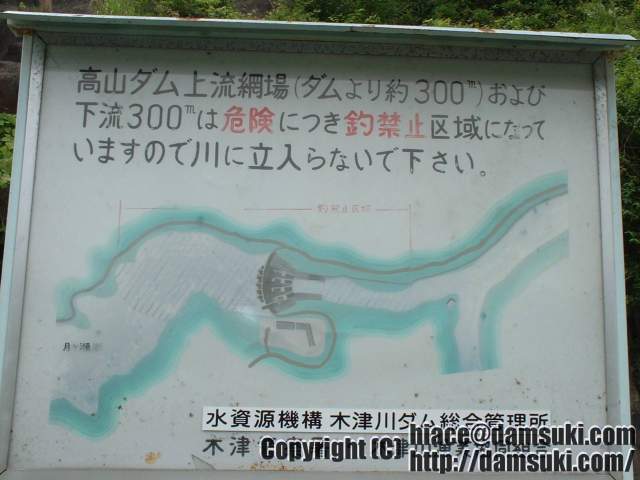 高山ダム上流網場(ダムより約300m)および
下流300mは危険につき釣禁止区域になって
いますので川に立入らないで下さい。
釣禁止区域
月ヶ瀬
水資源機構 木津川ダム総合管理所
木津
Copyright (C) hiace@damsuki.com
http://damsuki.com/